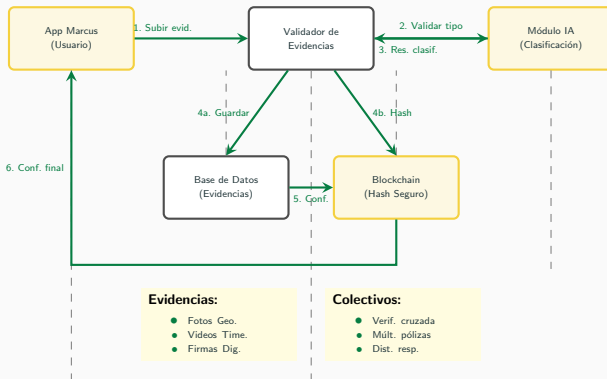 App Marcus
(Usuario)
1. Subir evid.
Validador de
Evidencias
2. Validar tipo
3. Res. clasif.
Módulo IA
(Clasificación)
4a. Guardar
4b. Hash
6. Conf. final
Base de Datos
(Evidencias)
5. Conf.
Blockchain
(Hash Seguro)
Evidencias:
Fotos Geo.
Videos Time.
Firmas Dig.
Colectivos:
Verif. cruzada
Múlt. pólizas
Dist. resp.